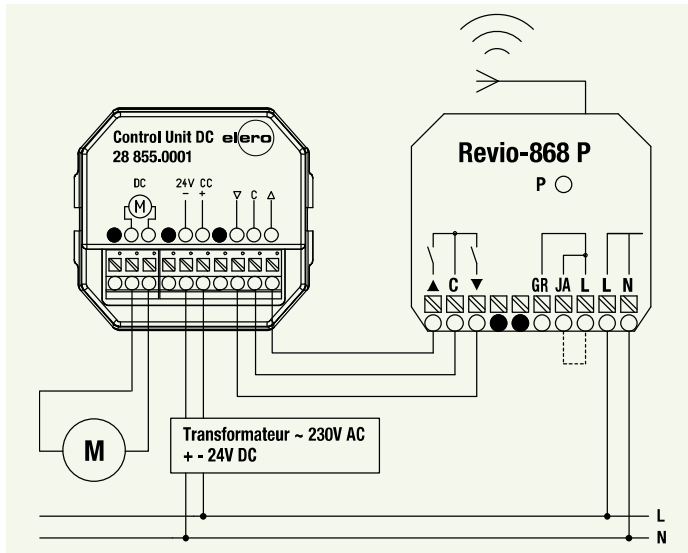 Control Unit DC elero
28 855.0001
DC
24V CC
- +
▽ C △
M
Revio-868 P
P
▲ C ▼ GR JA L L N
M
Transformateur ~ 230V AC
+ - 24V DC
L
N